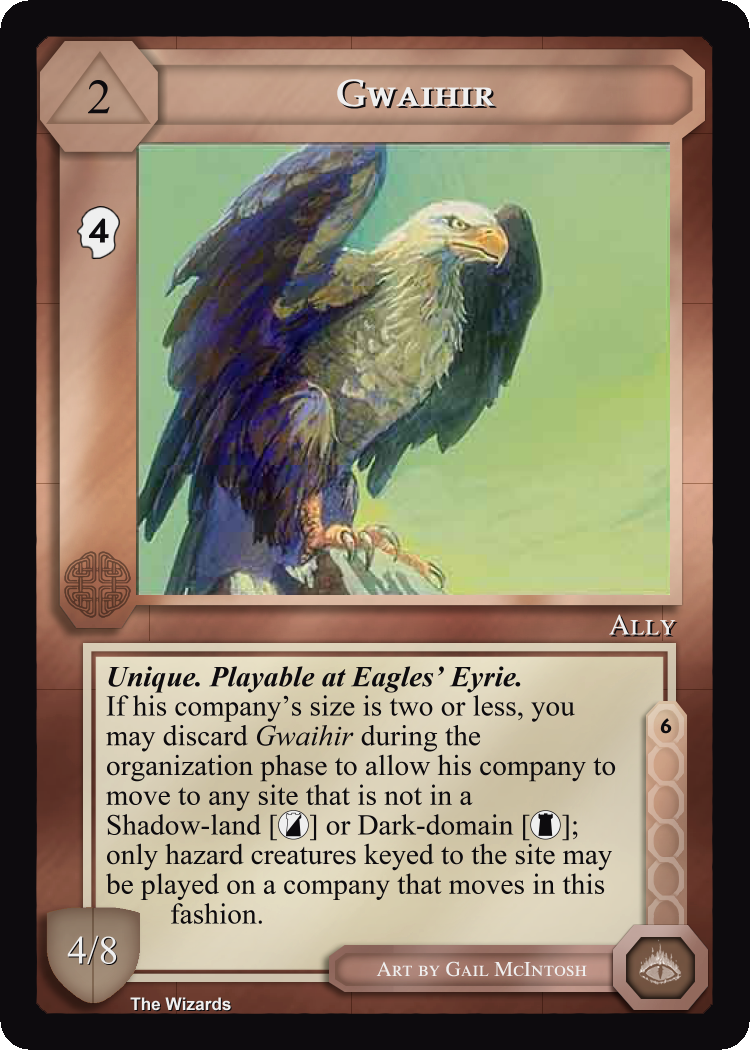 2
Gwaihir
4
Ally
Unique. Playable at Eagles’ Eyrie.
If his company’s size is two or less, you
may discard Gwaihir during the
organization phase to allow his company to
move to any site that is not in a
Shadow-land [] or Dark-domain [];
only hazard creatures keyed to the site may
be played on a company that moves in this
fashion.
6
4/8
Art by Gail McIntosh
The Wizards